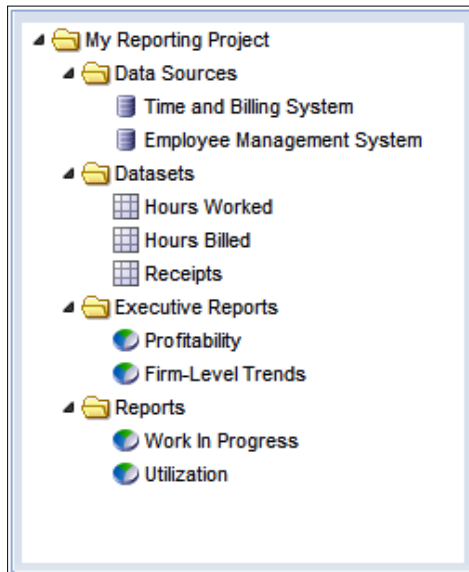 My Reporting Project
Data Sources
Time and Billing System
Employee Management System
Datasets
Hours Worked
Hours Billed
Receipts
Executive Reports
Profitability
Firm-Level Trends
Reports
Work In Progress
Utilization